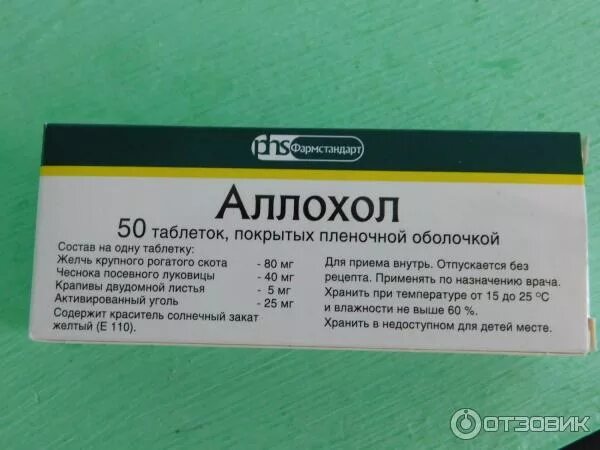 phs Фармстандарт
Аллохол
50 таблеток, покрытых пленочной оболочкой
Состав на одну таблетку:
Желчь крупного рогатого скота - 80 мг
Чеснока посевного луковицы - 40 мг
Крапивы двудомной листья - 5 мг
Активированный уголь - 25 мг
Содержит краситель солнечный закат
желтый (Е 110).
Для приема внутрь. Отпускается без
рецепта. Применять по назначению врача.
Хранить при температуре от 15 до 25 °С
и влажности не выше 60 %.
Хранить в недоступном для детей месте.
ОТЗОВИК